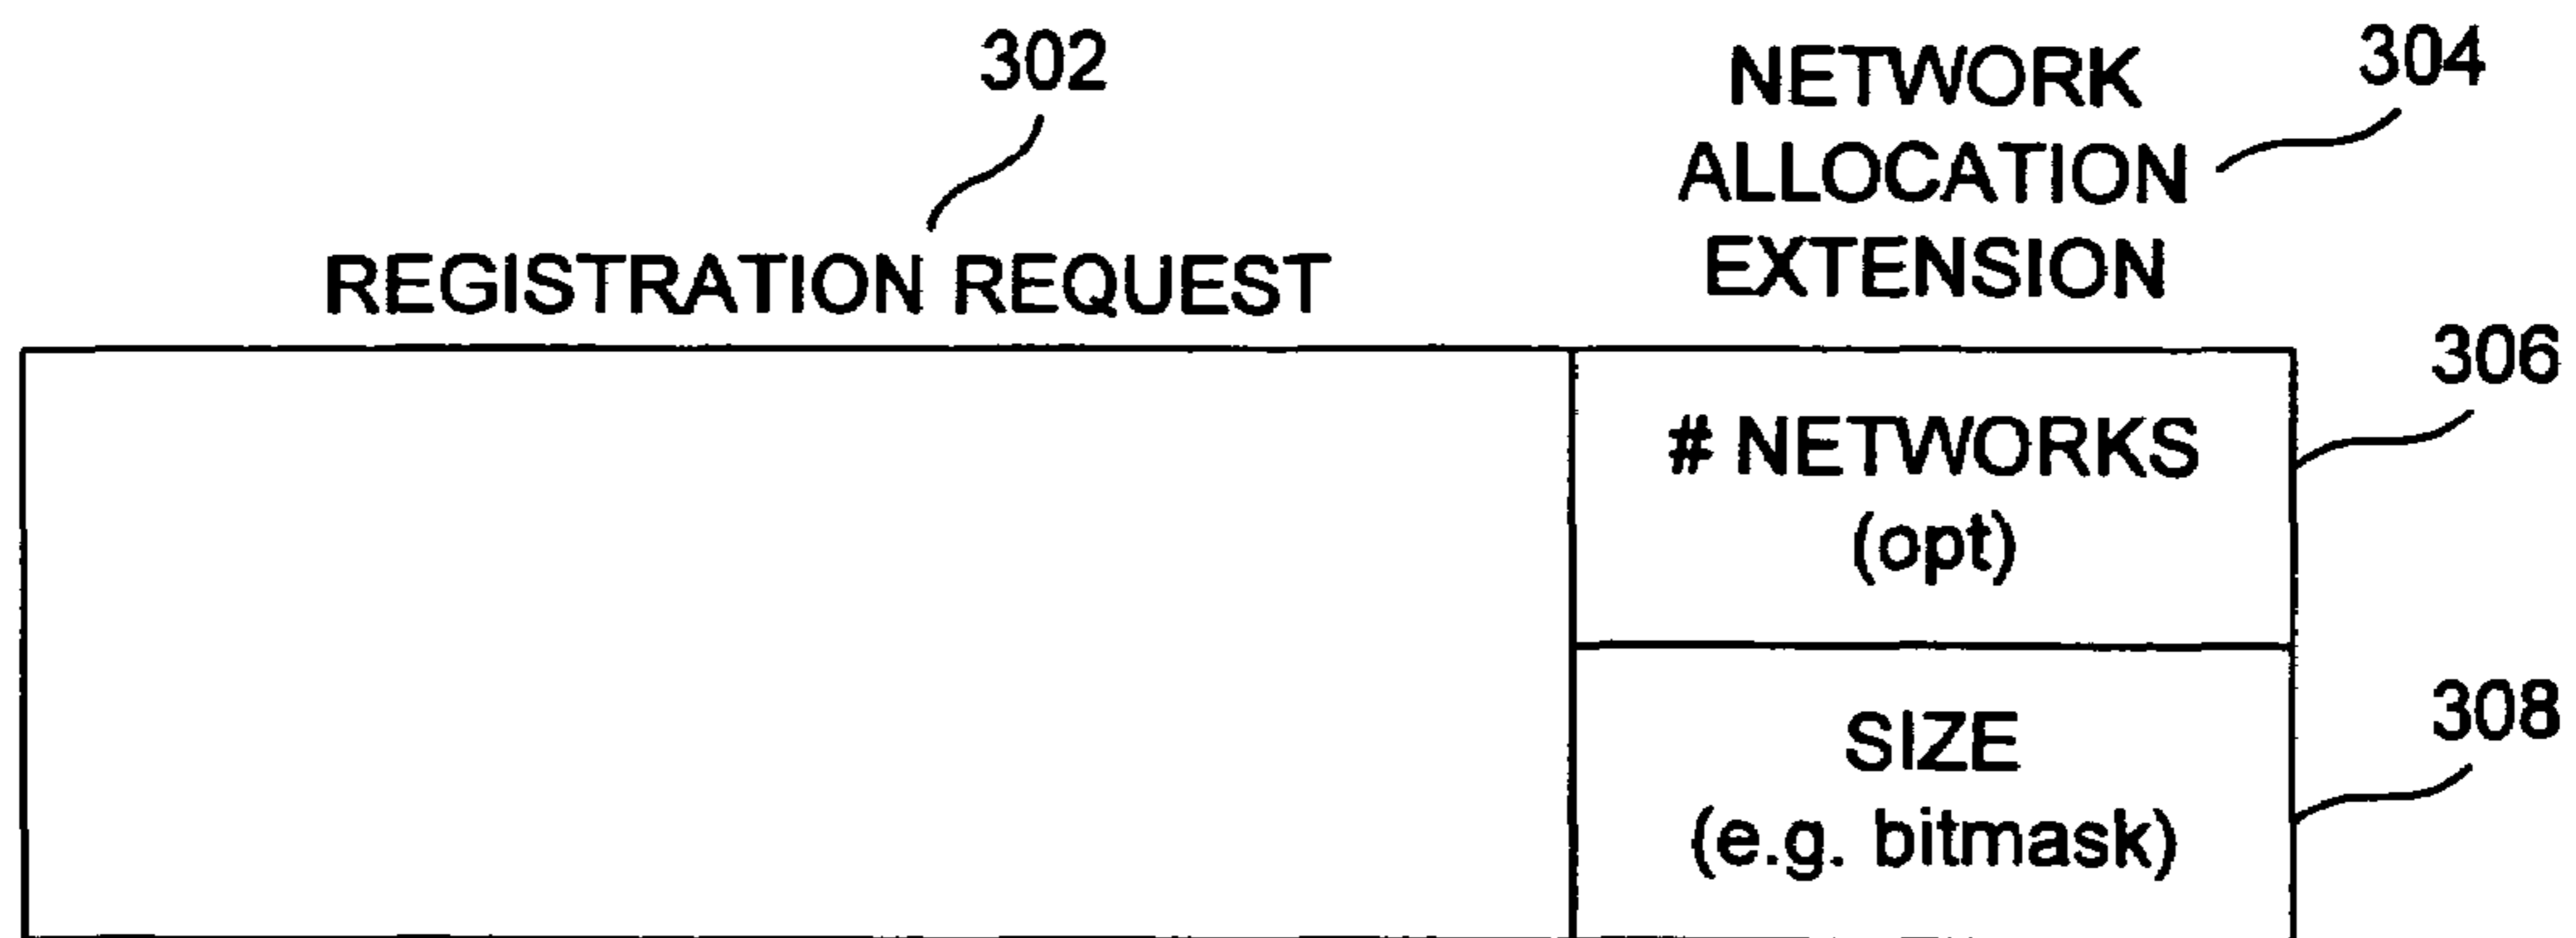 302
NETWORK
304
ALLOCATION
EXTENSION
REGISTRATION REQUEST
306
# NETWORKS
(opt)
308
SIZE
(e.g. bitmask)